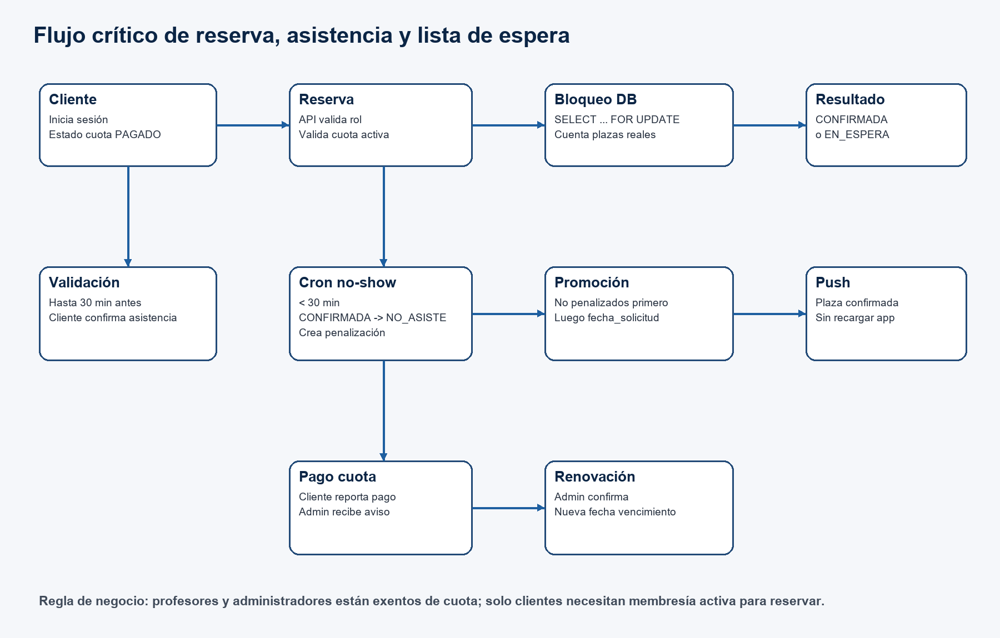 Flujo crítico de reserva, asistencia y lista de espera
Cliente
Inicia sesión
Estado cuota PAGADO
Reserva
API valida rol
Valida cuota activa
Bloqueo DB
SELECT ... FOR UPDATE
Cuenta plazas reales
Resultado
CONFIRMADA
o EN_ESPERA
Validación
Hasta 30 min antes
Cliente confirma asistencia
Cron no-show
< 30 min
CONFIRMADA -> NO_ASISTE
Crea penalización
Promoción
No penalizados primero
Luego fecha_solicitud
Push
Plaza confirmada
Sin recargar app
Pago cuota
Cliente reporta pago
Admin recibe aviso
Renovación
Admin confirma
Nueva fecha vencimiento
Regla de negocio: profesores y administradores están exentos de cuota; solo clientes necesitan membresía activa para reservar.